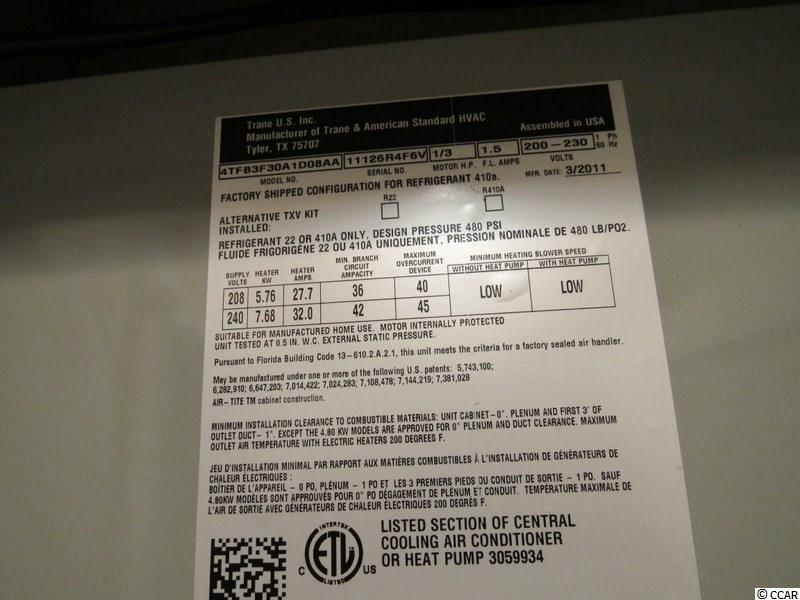 Trane U.S. Inc.
Manufacturer of Trane & American Standard HVAC
Tyler, TX 75707
Assembled in USA
4TFB3F30A1D08AA 11126R4F6V 1/3 1.5 200 – 230 1 Ph 60 Hz
MODEL NO. SERIAL NO. MOTOR H.P. F.L. AMPS VOLTS
FACTORY SHIPPED CONFIGURATION FOR REFRIGERANT 410a. MFR. DATE 3/2011
R22 R410A
ALTERNATIVE TXV KIT
INSTALLED:
REFRIGERANT 22 OR 410A ONLY, DESIGN PRESSURE 480 PSI
FLUIDE FRIGORIGÈNE 22 OU 410A UNIQUEMENT, PRESSION NOMINALE DE 480 LB/PO2.
SUPPLY VOLTS HEATER KW HEATER AMPS MIN. BRANCH CIRCUIT AMPACITY MAXIMUM OVERCURRENT DEVICE MINIMUM HEATING BLOWER SPEED
WITHOUT HEAT PUMP WITH HEAT PUMP
208 5.76 27.7 36 40 LOW LOW
240 7.68 32.0 42 45
SUITABLE FOR MANUFACTURED HOME USE. MOTOR INTERNALLY PROTECTED
UNIT TESTED AT 0.5 IN. W.C. EXTERNAL STATIC PRESSURE.
Pursuant to Florida Building Code 13–610.2.A.2.1, this unit meets the criteria for a factory sealed air handler.
May be manufactured under one or more of the following U.S. patents: 5,743,100;
6,282,910; 6,647,203; 7,014,422; 7,024,283; 7,108,478; 7,144,219; 7,381,028
AIR–TITE TM cabinet construction.
MINIMUM INSTALLATION CLEARANCE TO COMBUSTIBLE MATERIALS: UNIT CABINET–0". PLENUM AND FIRST 3' OF
OUTLET DUCT–1". EXCEPT THE 4.80 KW MODELS ARE APPROVED FOR 0" PLENUM AND DUCT CLEARANCE. MAXIMUM
OUTLET AIR TEMPERATURE WITH ELECTRIC HEATERS 200 DEGREES F.
JEU D'INSTALLATION MINIMAL PAR RAPPORT AUX MATIÈRES COMBUSTIBLES À L'INSTALLATION DE GÉNÉRATEURS DE
CHALEUR ÉLECTRIQUES :
BOÎTIER DE L'APPAREIL – 0 PO, PLÉNUM – 1 PO ET LES 3 PREMIERS PIEDS DU CONDUIT DE SORTIE – 1 PO. SAUF
4.80KW MODÈLES SONT APPROUVÉS POUR 0" PO DÉGAGEMENT DE PLÉNUM ET CONDUIT. TEMPÉRATURE MAXIMALE DE
L'AIR DE SORTIE AVEC GÉNÉRATEURS DE CHALEUR ÉLECTRIQUES 200 DEGRÉS F.
INTERTEK
ETL
LISTED
C US
LISTED SECTION OF CENTRAL
COOLING AIR CONDITIONER
OR HEAT PUMP 3059934
© CCAR